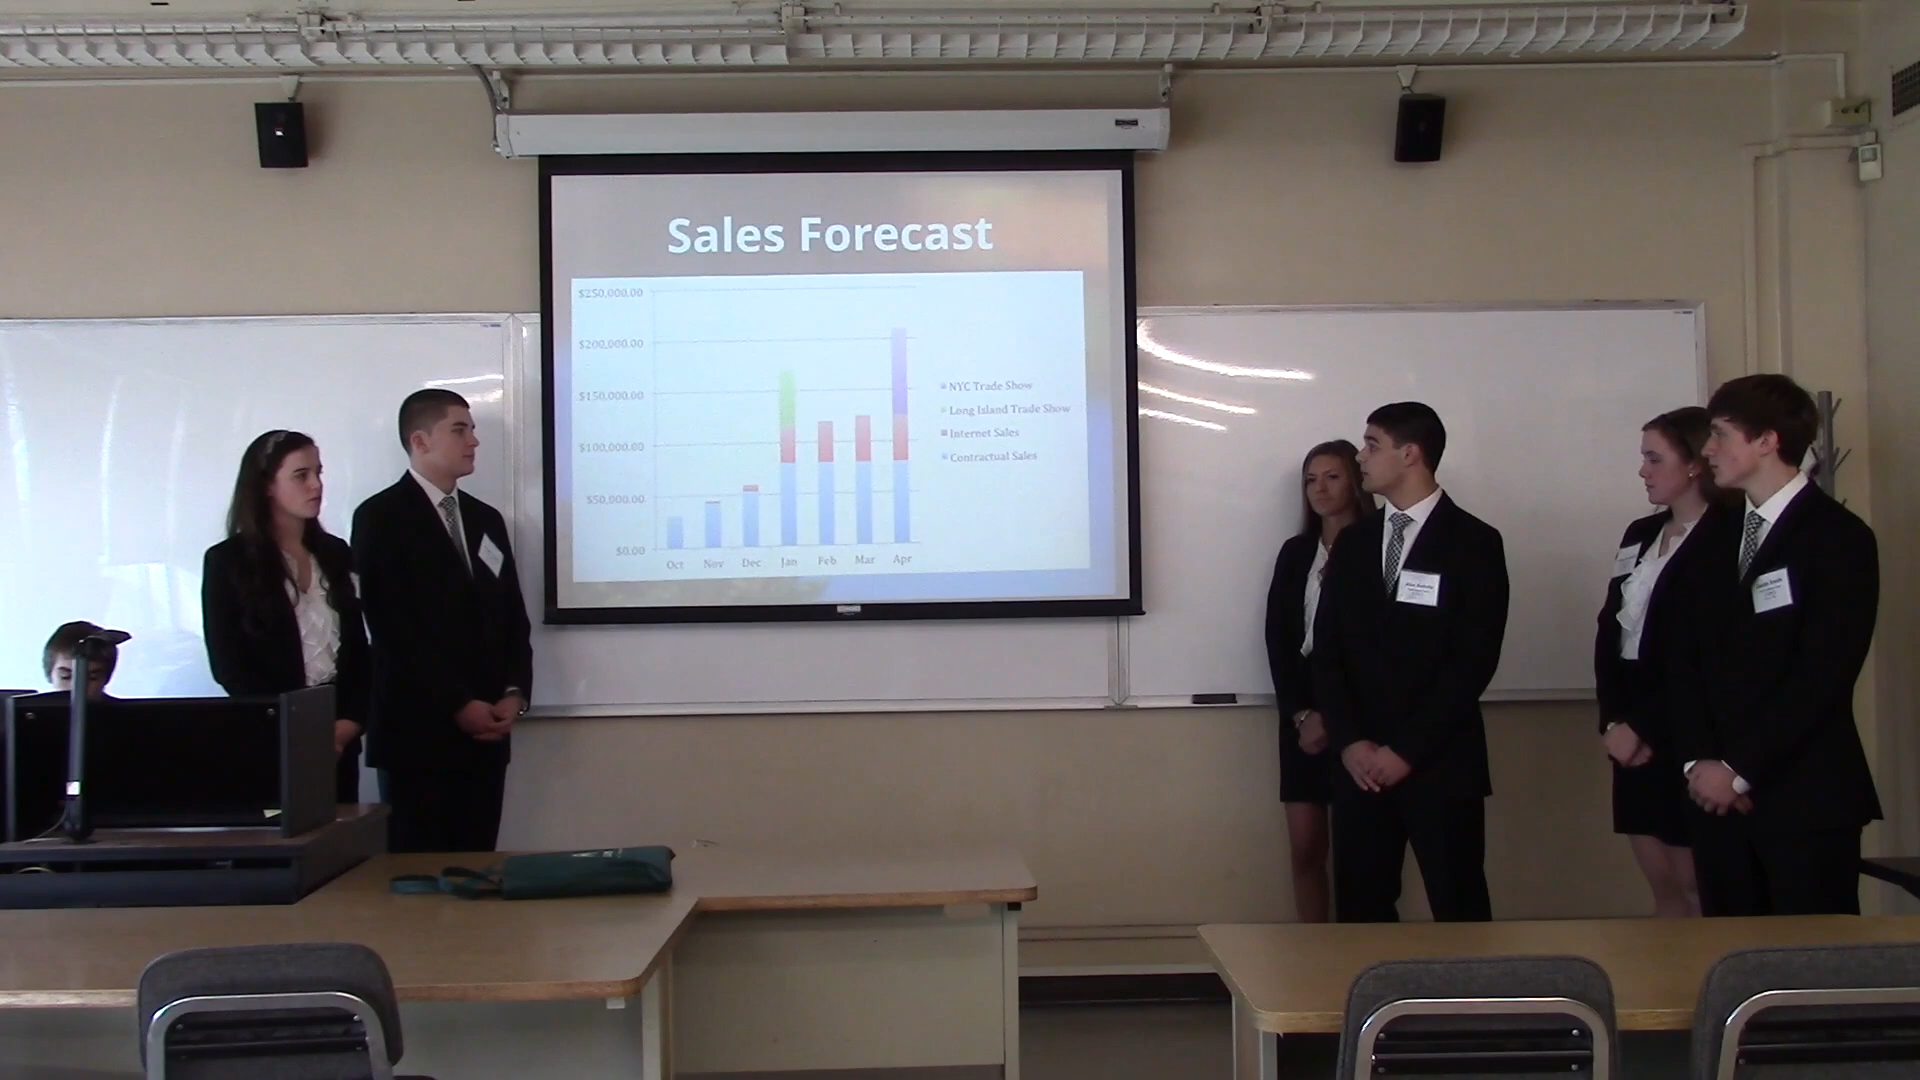 Sales Forecast
$250,000.00
$200,000.00
$150,000.00
$100,000.00
$50,000.00
$0.00
Oct Nov Dec Jan Feb Mar Apr
NYC Trade Show
Long Island Trade Show
Internet Sales
Contractual Sales